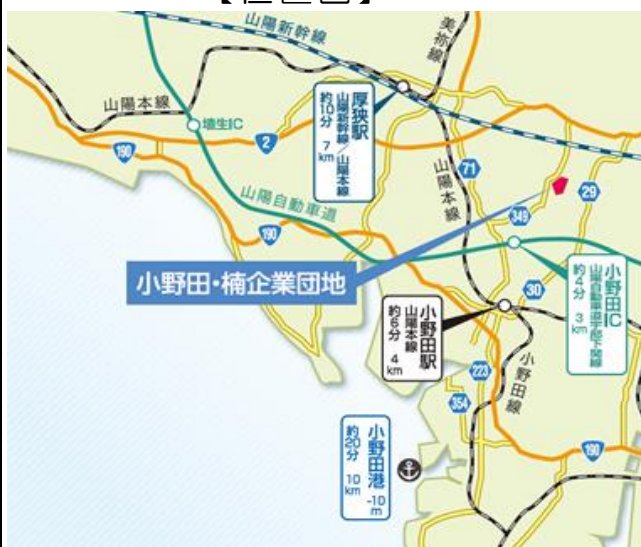 【位置図】
山陽新幹線
美祢線
山陽本線
埴生IC
2
190
厚狭駅
山陽新幹線/山陽本線
約10分 7km
71
山陽本線
29
349
山陽自動車道
190
小野田・楠企業団地
小野田IC
山陽自動車道宇部下関線
約4分 3km
30
小野田駅
山陽本線
約6分 4km
小野田線
223
354
小野田港
-10m
約20分 10km
190